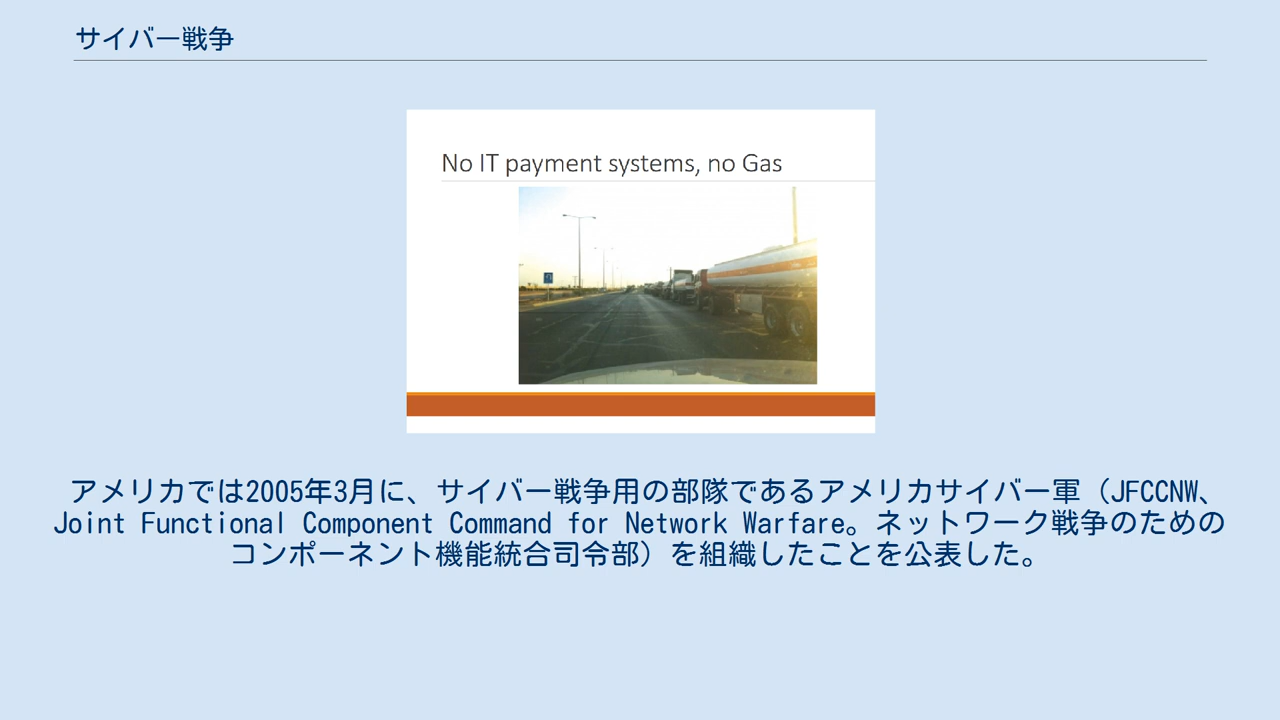 サイバー戦争
No IT payment systems, no Gas
アメリカでは2005年3月に、サイバー戦争用の部隊であるアメリカサイバー軍（JFCCNW、
Joint Functional Component Command for Network Warfare。ネットワーク戦争のための
コンポーネント機能統合司令部）を組織したことを公表した。